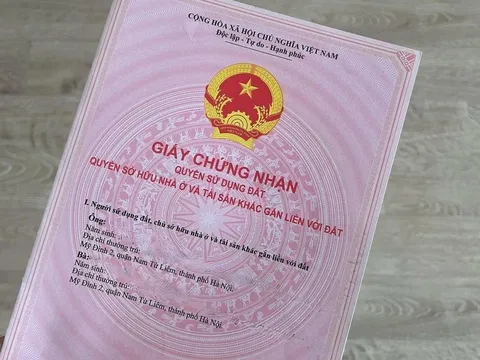 CỘNG HÒA XÃ HỘI CHỦ NGHĨA VIỆT NAM
Độc lập - Tự do - Hạnh phúc
GIẤY CHỨNG NHẬN
QUYỀN SỬ DỤNG ĐẤT
QUYỀN SỞ HỮU NHÀ Ở VÀ TÀI SẢN KHÁC GẮN LIỀN VỚI ĐẤT
I. Người sử dụng đất, chủ sở hữu nhà ở và tài sản khác gắn liền với đất
Ông:
Năm sinh:
Địa chỉ thường trú:
Mỹ Đình 2, quận Nam Từ Liêm, thành phố Hà Nội.
Bà:
Năm sinh:
Địa chỉ thường trú:
Mỹ Đình 2, quận Nam Từ Liêm, thành phố Hà Nội.